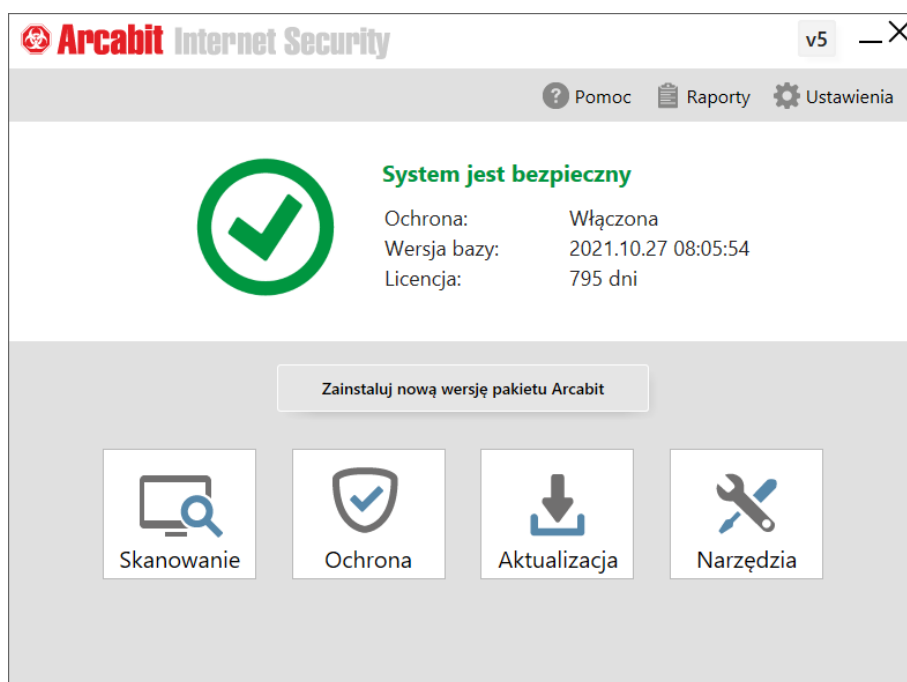 Arcabit Internet Security
v5
Pomoc Raporty Ustawienia
System jest bezpieczny
Ochrona: Włączona
Wersja bazy: 2021.10.27 08:05:54
Licencja: 795 dni
Zainstaluj nową wersję pakietu Arcabit
Skanowanie Ochrona Aktualizacja Narzędzia